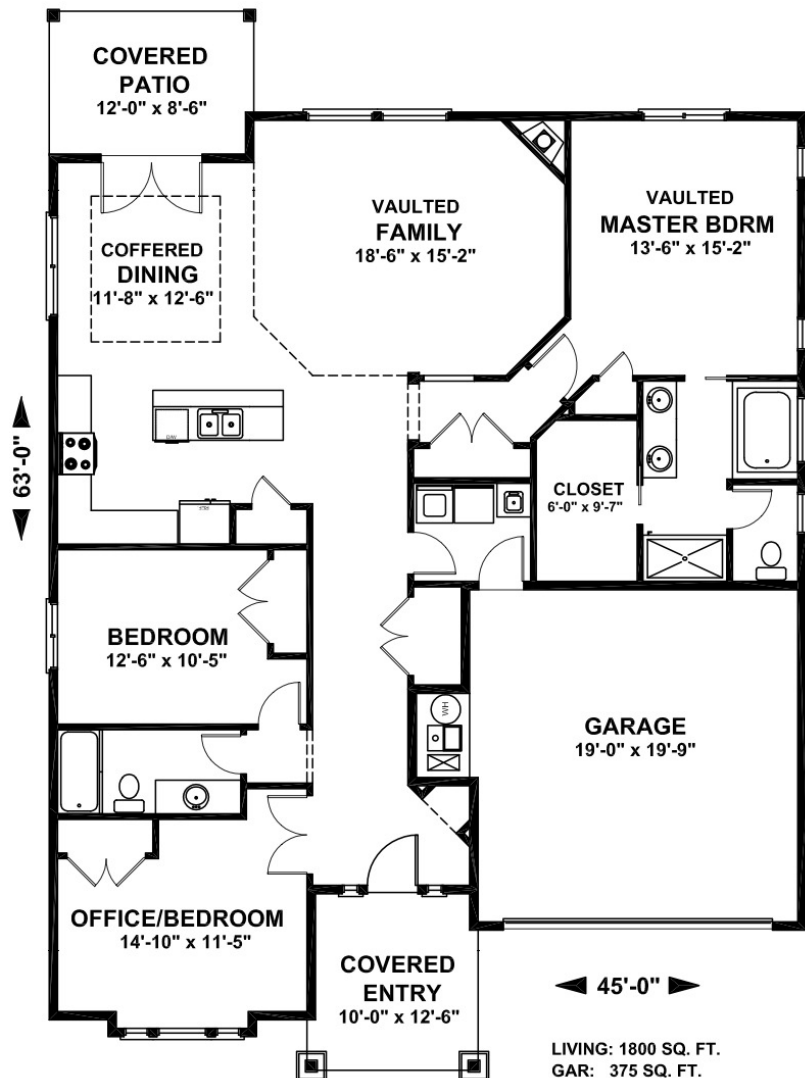 COVERED
PATIO
12'-0" x 8'-6"
VAULTED
FAMILY
18'-6" x 15'-2"
VAULTED
MASTER BDRM
13'-6" x 15'-2"
COFFERED
DINING
11'-8" x 12'-6"
63'-0"
CLOSET
6'-0" x 9'-7"
BEDROOM
12'-6" x 10'-5"
WH
GARAGE
19'-0" x 19'-9"
OFFICE/BEDROOM
14'-10" x 11'-5"
COVERED
ENTRY
10'-0" x 12'-6"
45'-0"
LIVING: 1800 SQ. FT.
GAR: 375 SQ. FT.